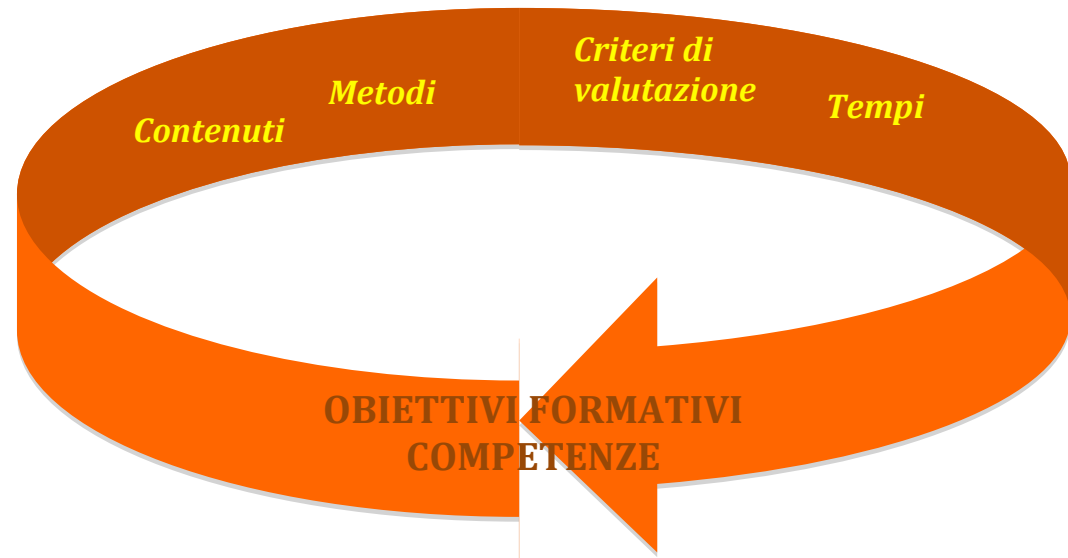 Criteri di
valutazione
Metodi
Tempi
Contenuti
OBIETTIVI FORMATIVI
COMPETENZE